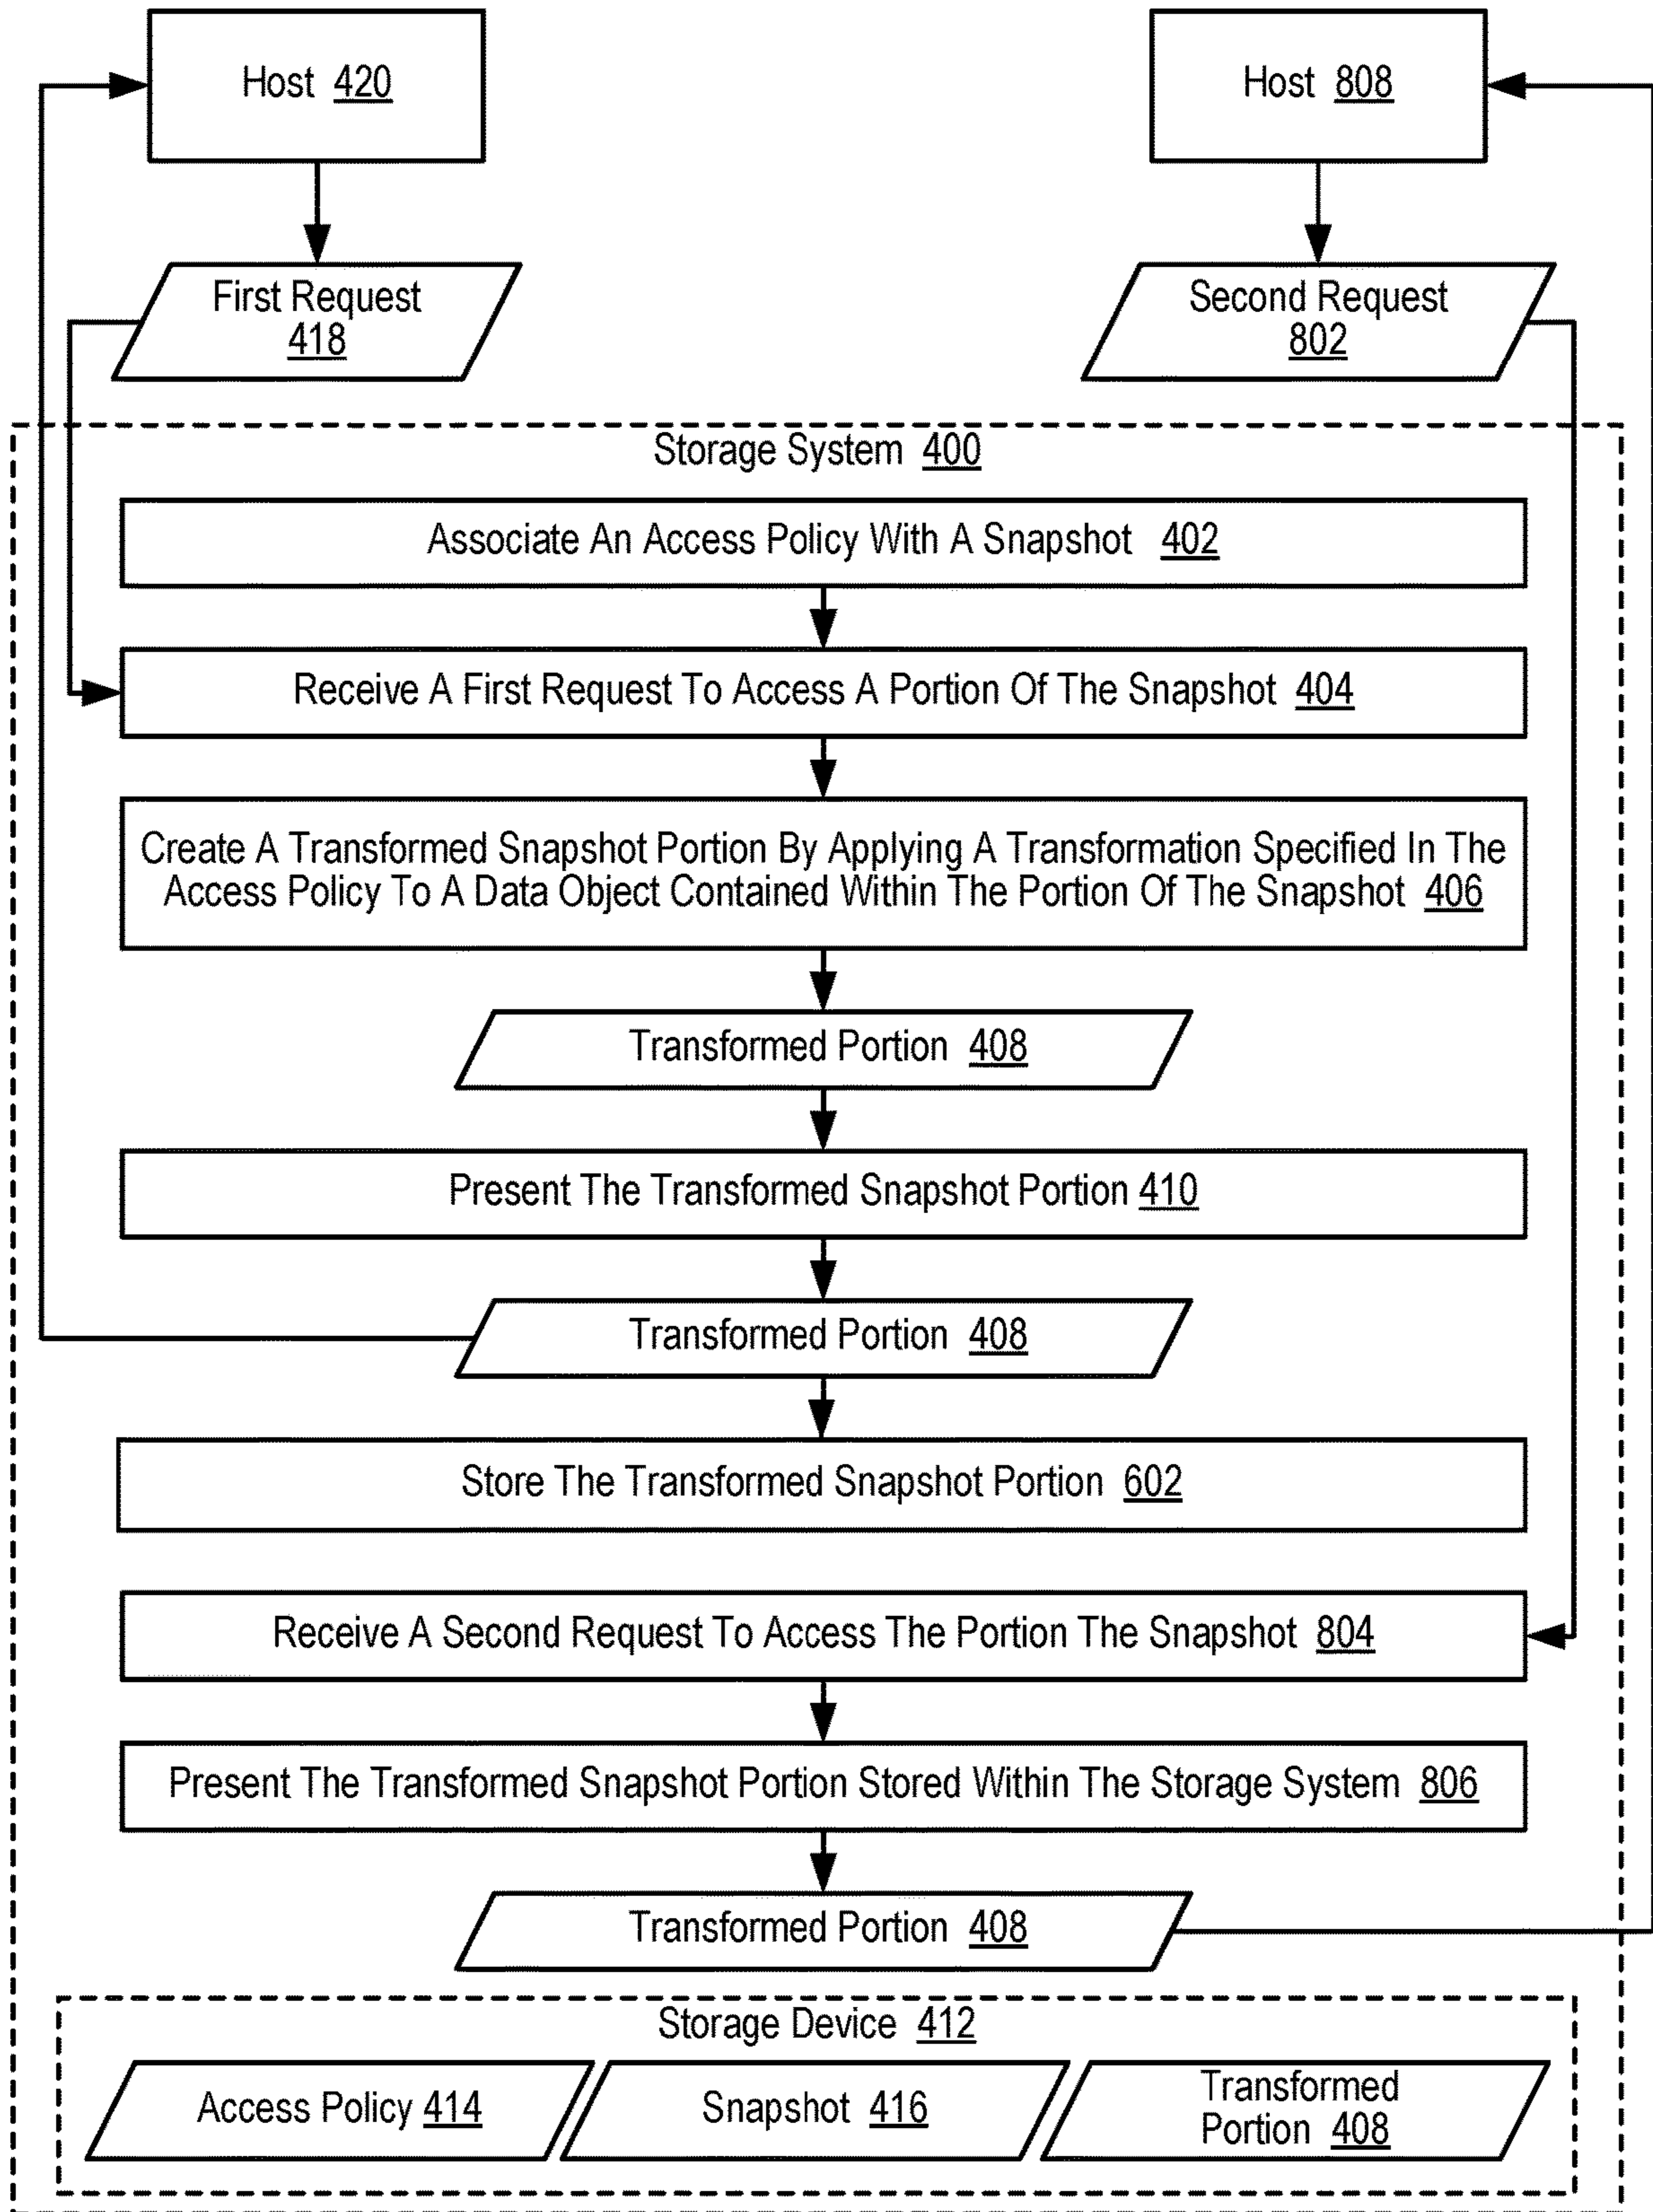 Host 420
Host 808
First Request
418
Second Request
802
Storage System 400
Associate An Access Policy With A Snapshot 402
Receive A First Request To Access A Portion Of The Snapshot 404
Create A Transformed Snapshot Portion By Applying A Transformation Specified In The
Access Policy To A Data Object Contained Within The Portion Of The Snapshot 406
Transformed Portion 408
Present The Transformed Snapshot Portion 410
Transformed Portion 408
Store The Transformed Snapshot Portion 602
Receive A Second Request To Access The Portion The Snapshot 804
Present The Transformed Snapshot Portion Stored Within The Storage System 806
Transformed Portion 408
Storage Device 412
Access Policy 414
Snapshot 416
Transformed
Portion 408